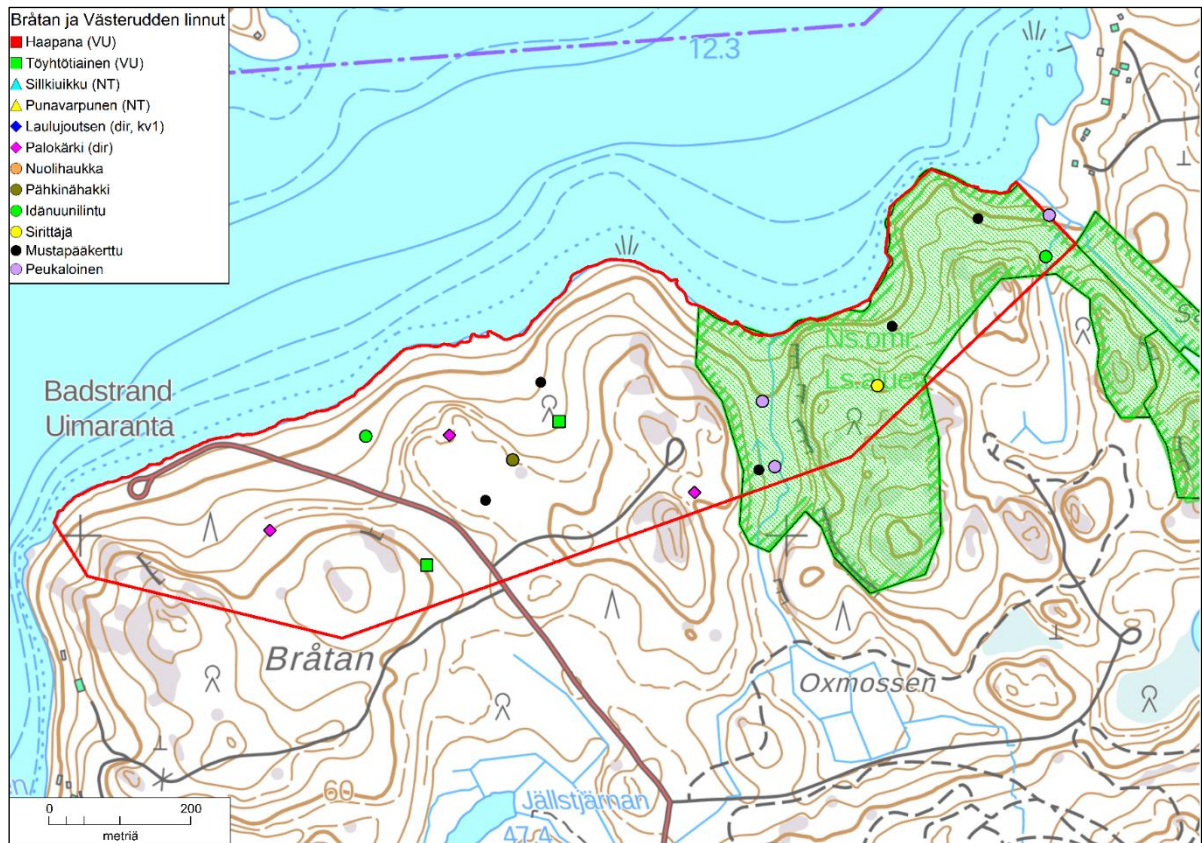 Bråtan ja Västerudden linnut
Haapana (VU)
Töyhtötiainen (VU)
Sillkiuikku (NT)
Punavarpunen (NT)
Laulujoutsen (dir, kv1)
Palokärki (dir)
Nuolihaukka
Pähkinähakki
Idänuunilintu
Sirittäjä
Mustapääkerttu
Peukaloinen
12.3
Ns.omr.
Ls.alue
Badstrand
Uimaranta
Bråtan
Oxmossen
60
Jällstjärnan
47.4
0 200
metriä